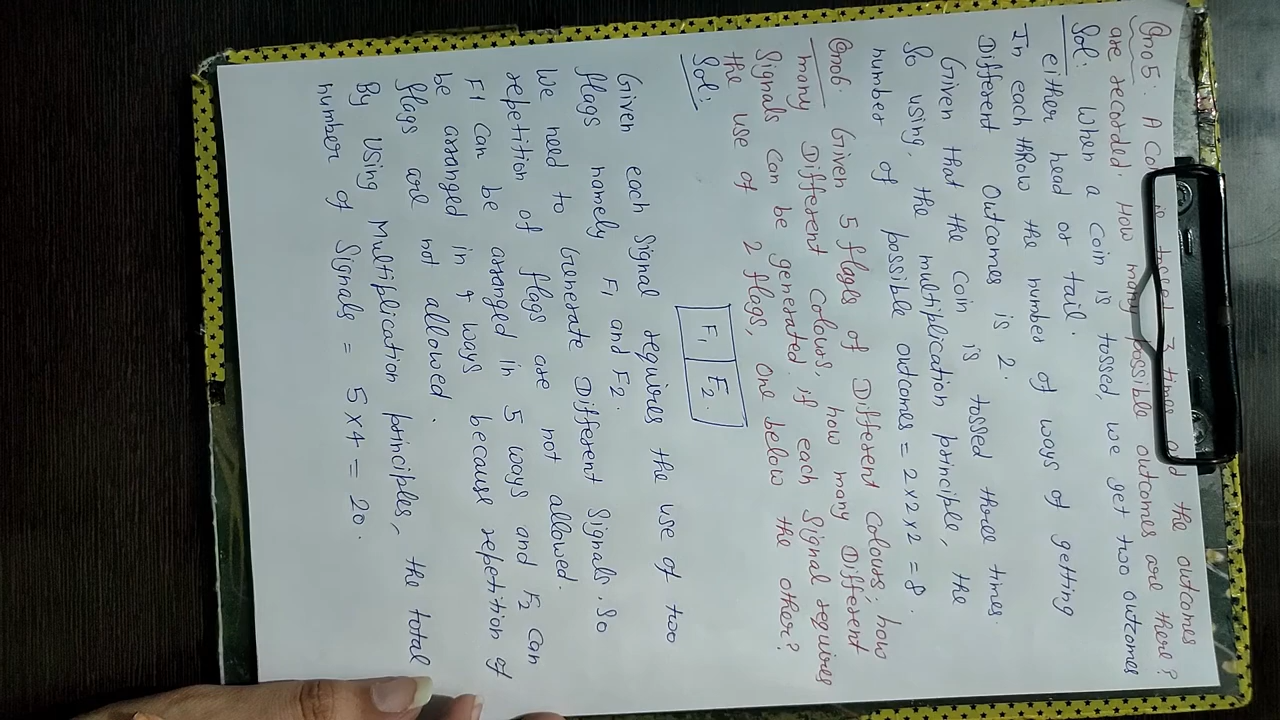 Qno5: A co is tossed 3 times and the outcomes
are recorded. How many possible outcomes are there?
Sol: When a coin is tossed, we get two outcomes
either head or tail.
In each throw the number of ways of getting
Different Outcomes is 2.
Given that the coin is tossed three times.
So using, the multiplication principle, the
number of possible outcomes = 2×2×2 = 8.
Qno6: Given 5 flages of Different Colours, how
many Different Colours, how many Different
Signals can be generated if each Signal requires
the use of 2 flags, one below the other?
Sol:
F1 F2.
Given each Signal requires the use of two
flags namely F1 and F2.
We need to Generate Different Signals. So
repetition of flags are not allowed.
F1 can be arranged in 5 ways and F2 can
be arranged in 4 ways because repetition of
flags are not allowed.
By using Multiplication principles, the total
number of Signals = 5×4 = 20.